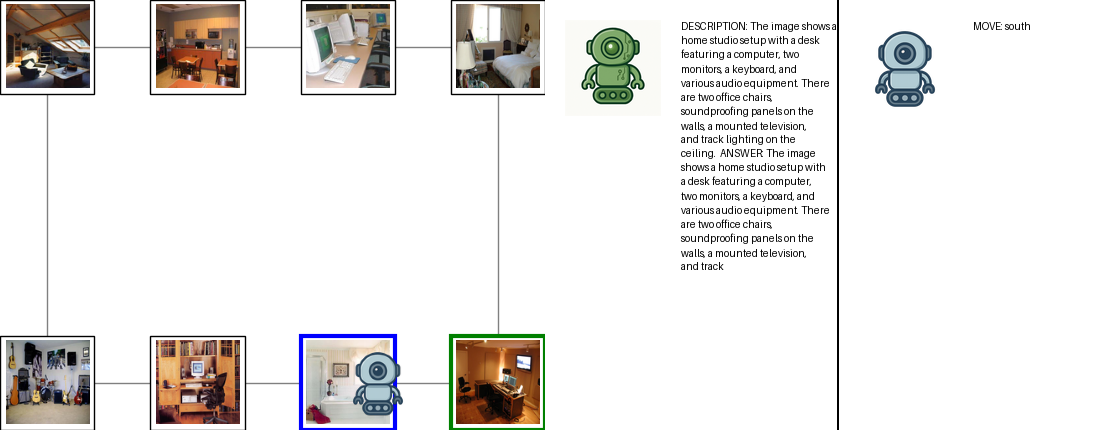 DESCRIPTION: The image shows a
home studio setup with a desk
featuring a computer, two
monitors, a keyboard, and
various audio equipment. There
are two office chairs,
soundproofing panels on the
walls, a mounted television,
and track lighting on the
ceiling. ANSWER: The image
shows a home studio setup with
a desk featuring a computer,
two monitors, a keyboard, and
various audio equipment. There
are two office chairs,
soundproofing panels on the
walls, a mounted television,
and track
MOVE: south